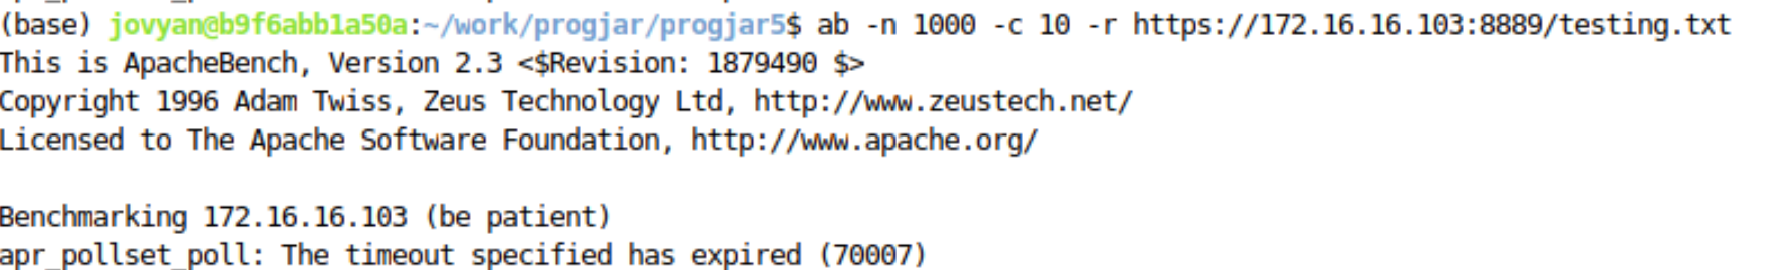 (base) jovyan@b9f6abb1a50a:~/work/progjar/progjar5$ ab -n 1000 -c 10 -r https://172.16.16.103:8889/testing.txt
This is ApacheBench, Version 2.3 <$Revision: 1879490 $>
Copyright 1996 Adam Twiss, Zeus Technology Ltd, http://www.zeustech.net/
Licensed to The Apache Software Foundation, http://www.apache.org/

Benchmarking 172.16.16.103 (be patient)
apr_pollset_poll: The timeout specified has expired (70007)